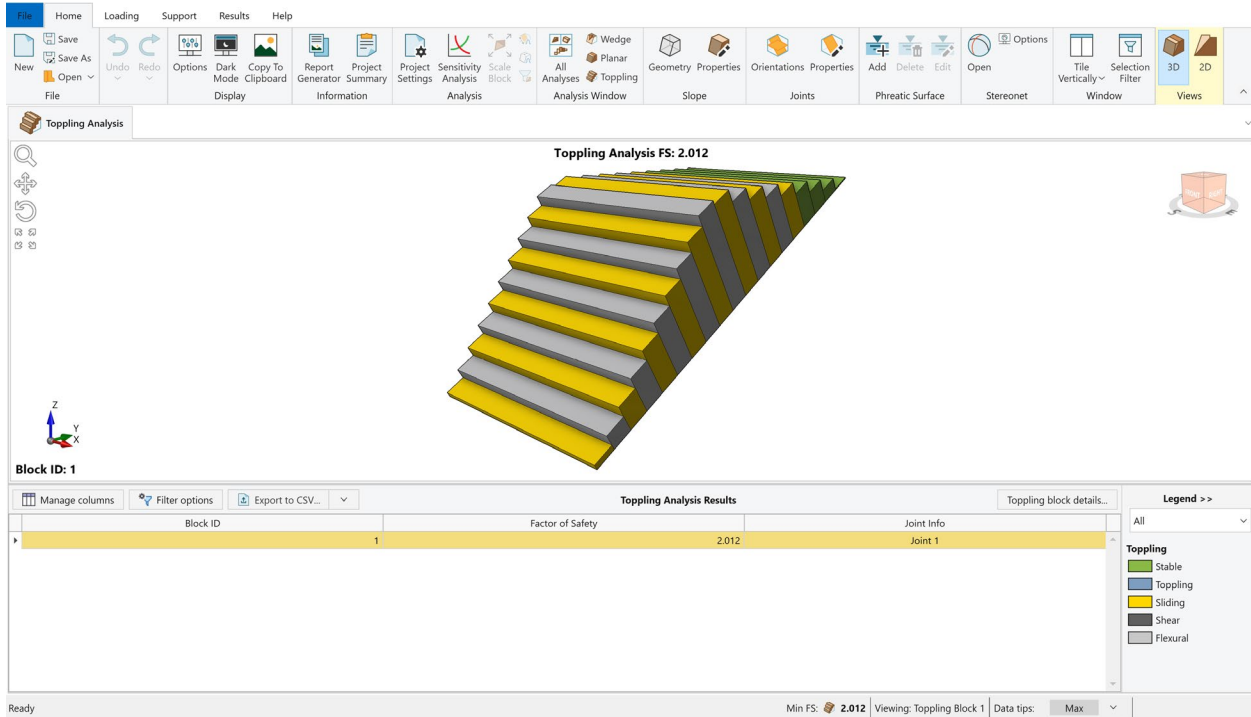 File Home Loading Support Results Help
New Save Save As Open
Undo Redo
Options Dark Mode Copy To Clipboard
Report Generator Project Summary
Project Settings Sensitivity Analysis Scale Block
All Analyses Wedge Planar Toppling
Geometry Properties
Orientations Properties
Add Delete Edit
Open Options
Tile Vertically Selection Filter
3D 2D
File Display Information Analysis Analysis Window Slope Joints Phreatic Surface Stereonet Window Views
Toppling Analysis
Toppling Analysis FS: 2.012
Z
Y
X
Block ID: 1
Manage columns Filter options Export to CSV... Toppling Analysis Results Toppling block details... Legend >>
Block ID Factor of Safety Joint Info All
1 2.012 Joint 1
Toppling
Stable
Toppling
Sliding
Shear
Flexural
Ready Min FS: 2.012 Viewing: Toppling Block 1 Data tips: Max